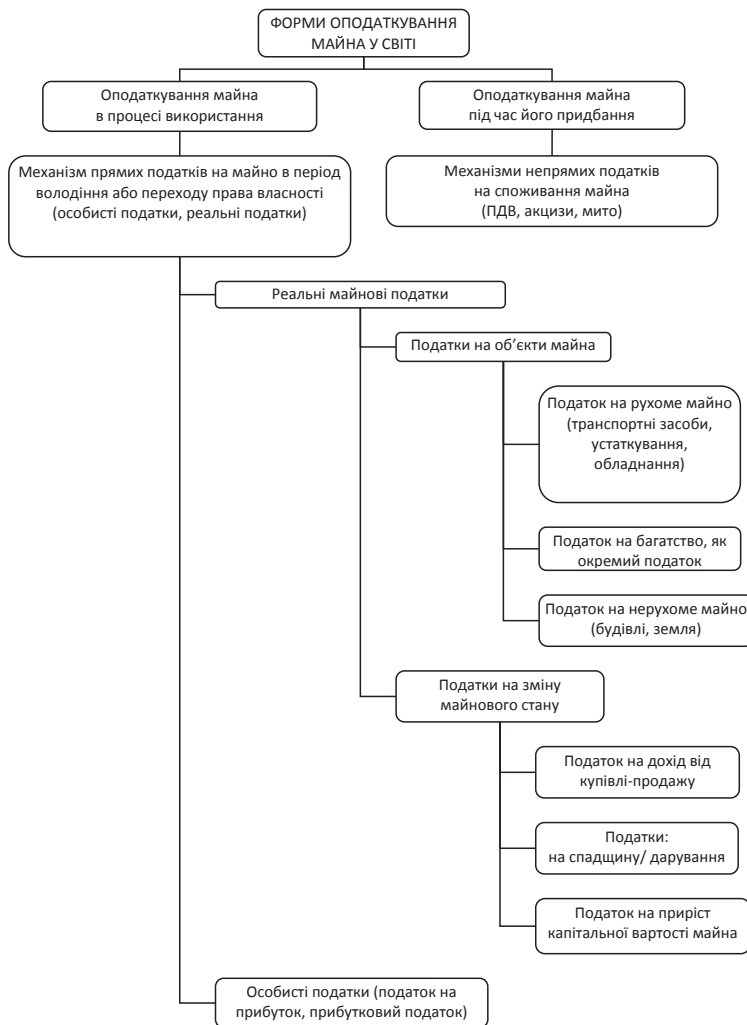 ФОРМИ ОПОДАТКУВАННЯ
МАЙНА У СВІТІ
Оподаткування майна
в процесі використання
Оподаткування майна
під час його придбання
Механізм прямих податків на майно в період
володіння або переходу права власності
(особисті податки, реальні податки)
Механізми непрямих податків
на споживання майна
(ПДВ, акцизи, мито)
Реальні майнові податки
Податки на об’єкти майна
Податок на рухоме майно
(транспортні засоби,
устаткування,
обладнання)
Податок на багатство, як
окремий податок
Податок на нерухоме майно
(будівлі, земля)
Податки на зміну
майнового стану
Податок на дохід від
купівлі-продажу
Податки:
на спадщину/ дарування
Податок на приріст
капітальної вартості майна
Особисті податки (податок на
прибуток, прибутковий податок)